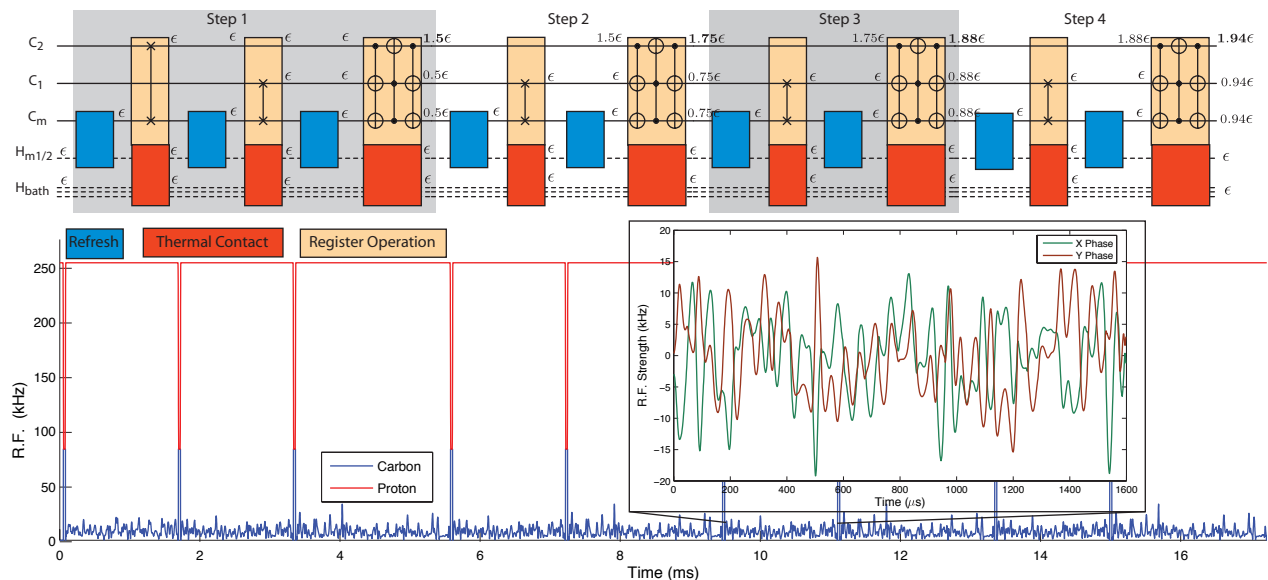 Step 1 Step 2 Step 3 Step 4
C2 ϵ ϵ ϵ ϵ 1.5ϵ 1.5ϵ 1.75ϵ 1.75ϵ 1.88ϵ 1.88ϵ 1.94ϵ
C1 ϵ ϵ 0.5ϵ ϵ 0.75ϵ ϵ 0.88ϵ ϵ 0.94ϵ
Cm ϵ ϵ ϵ ϵ ϵ 0.5ϵ ϵ ϵ ϵ 0.75ϵ ϵ ϵ ϵ 0.88ϵ ϵ ϵ ϵ 0.94ϵ
Hm1/2 ϵ ϵ ϵ ϵ ϵ ϵ ϵ ϵ
Hbath ϵ ϵ ϵ ϵ ϵ ϵ ϵ ϵ ϵ
Refresh Thermal Contact Register Operation
R.F. (kHz)
250
200
150
100
50
0
Carbon
Proton
0 2 4 6 8 10 12 14 16
Time (ms)
R.F. Strength (kHz)
20
15
10
5
0
−5
−10
−15
−20
X Phase
Y Phase
0 200 400 600 800 1000 1200 1400 1600
Time (μs)